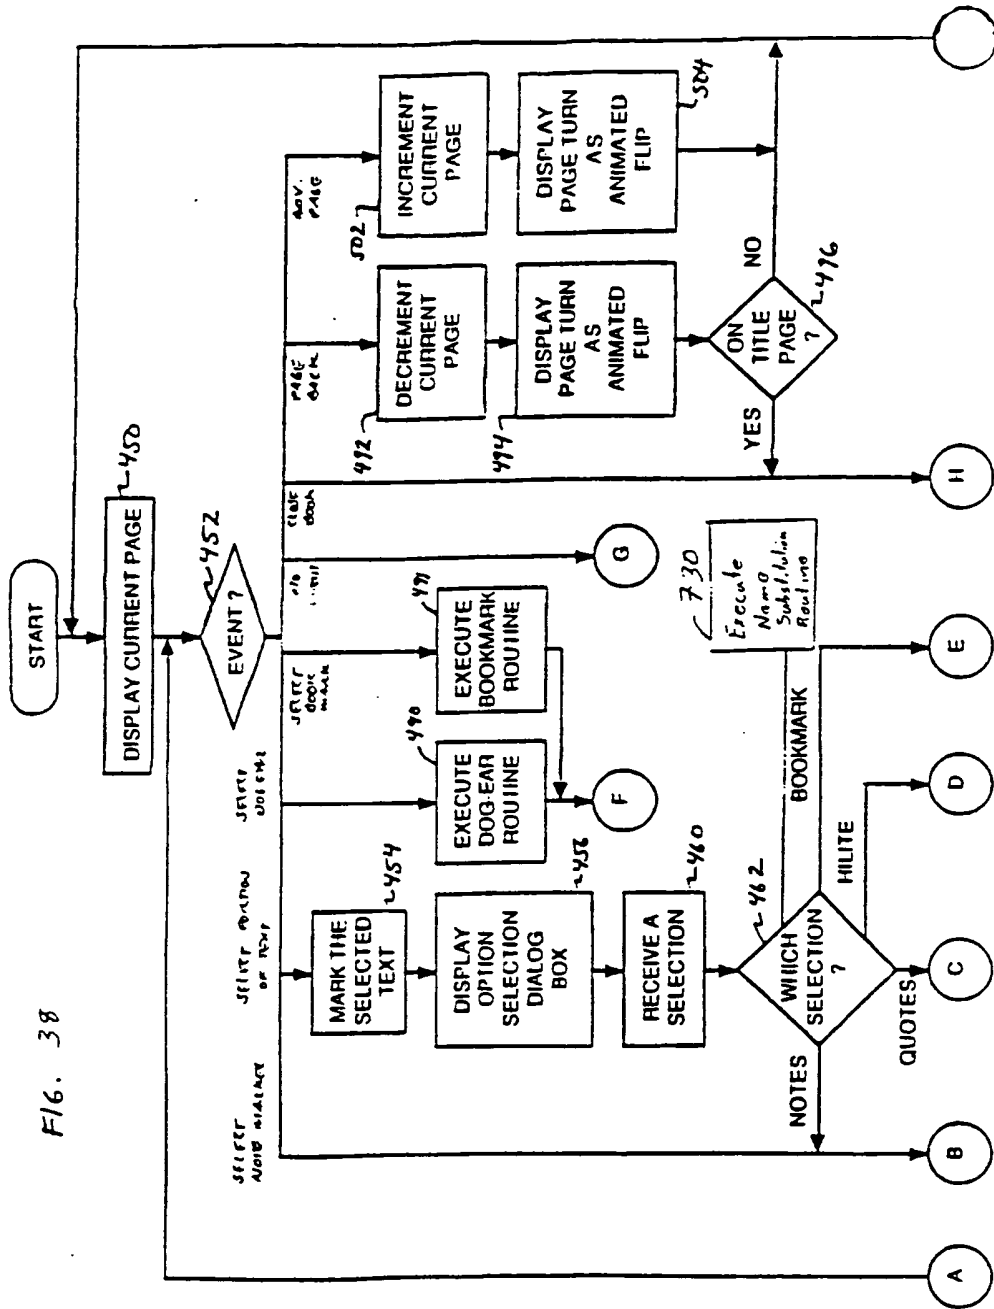 FIG. 38
START
DISPLAY CURRENT PAGE
450
EVENT ?
452
SELECT
NOTE
SELECT PORTION
OF TEXT
SELECT
SELECT
BOOK
MARK
CLOSE
BOOK
PAGE
BACK
ADV.
PAGE
MARK THE
SELECTED
TEXT
454
DISPLAY
OPTION
SELECTION
DIALOG
BOX
456
RECEIVE A
SELECTION
460
WHICH
SELECTION
?
462
NOTES
QUOTES
HILITE
BOOKMARK
EXECUTE
DOG-EAR
ROUTINE
490
EXECUTE
BOOKMARK
ROUTINE
491
730
Execute
Name
Substitution
Routine
DECREMENT
CURRENT
PAGE
492
DISPLAY
PAGE TURN
AS
ANIMATED
FLIP
494
ON
TITLE
PAGE
?
496
YES
NO
INCREMENT
CURRENT
PAGE
502
DISPLAY
PAGE TURN
AS
ANIMATED
FLIP
504
A
B
C
D
E
F
G
H